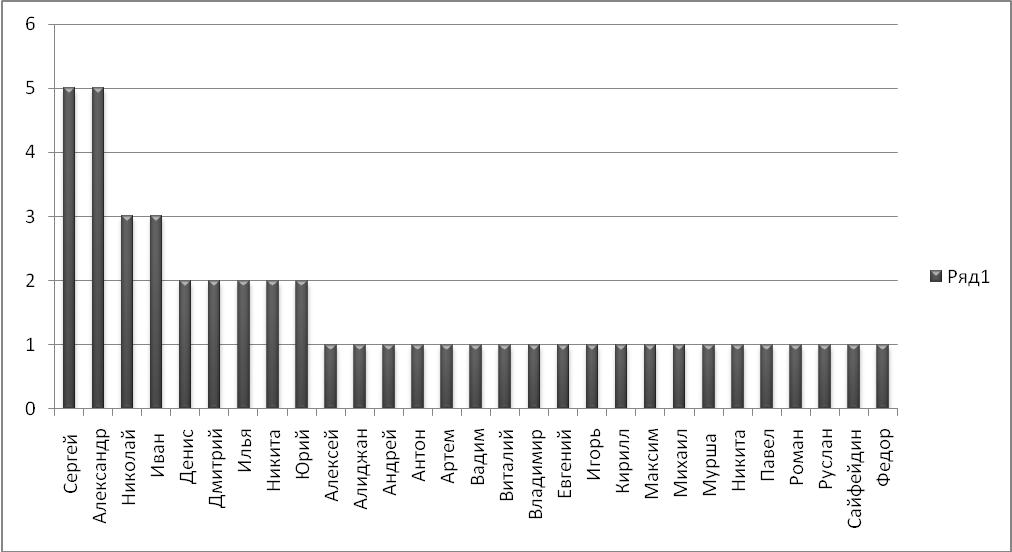 6
5
4
3
2
1
0
Сергей
Александр
Николай
Иван
Денис
Дмитрий
Илья
Никита
Юрий
Алексей
Алиджан
Андрей
Антон
Артем
Вадим
Виталий
Владимир
Евгений
Игорь
Кирилл
Максим
Михаил
Мурша
Никита
Павел
Роман
Руслан
Сайфейдин
Федор
Ряд1